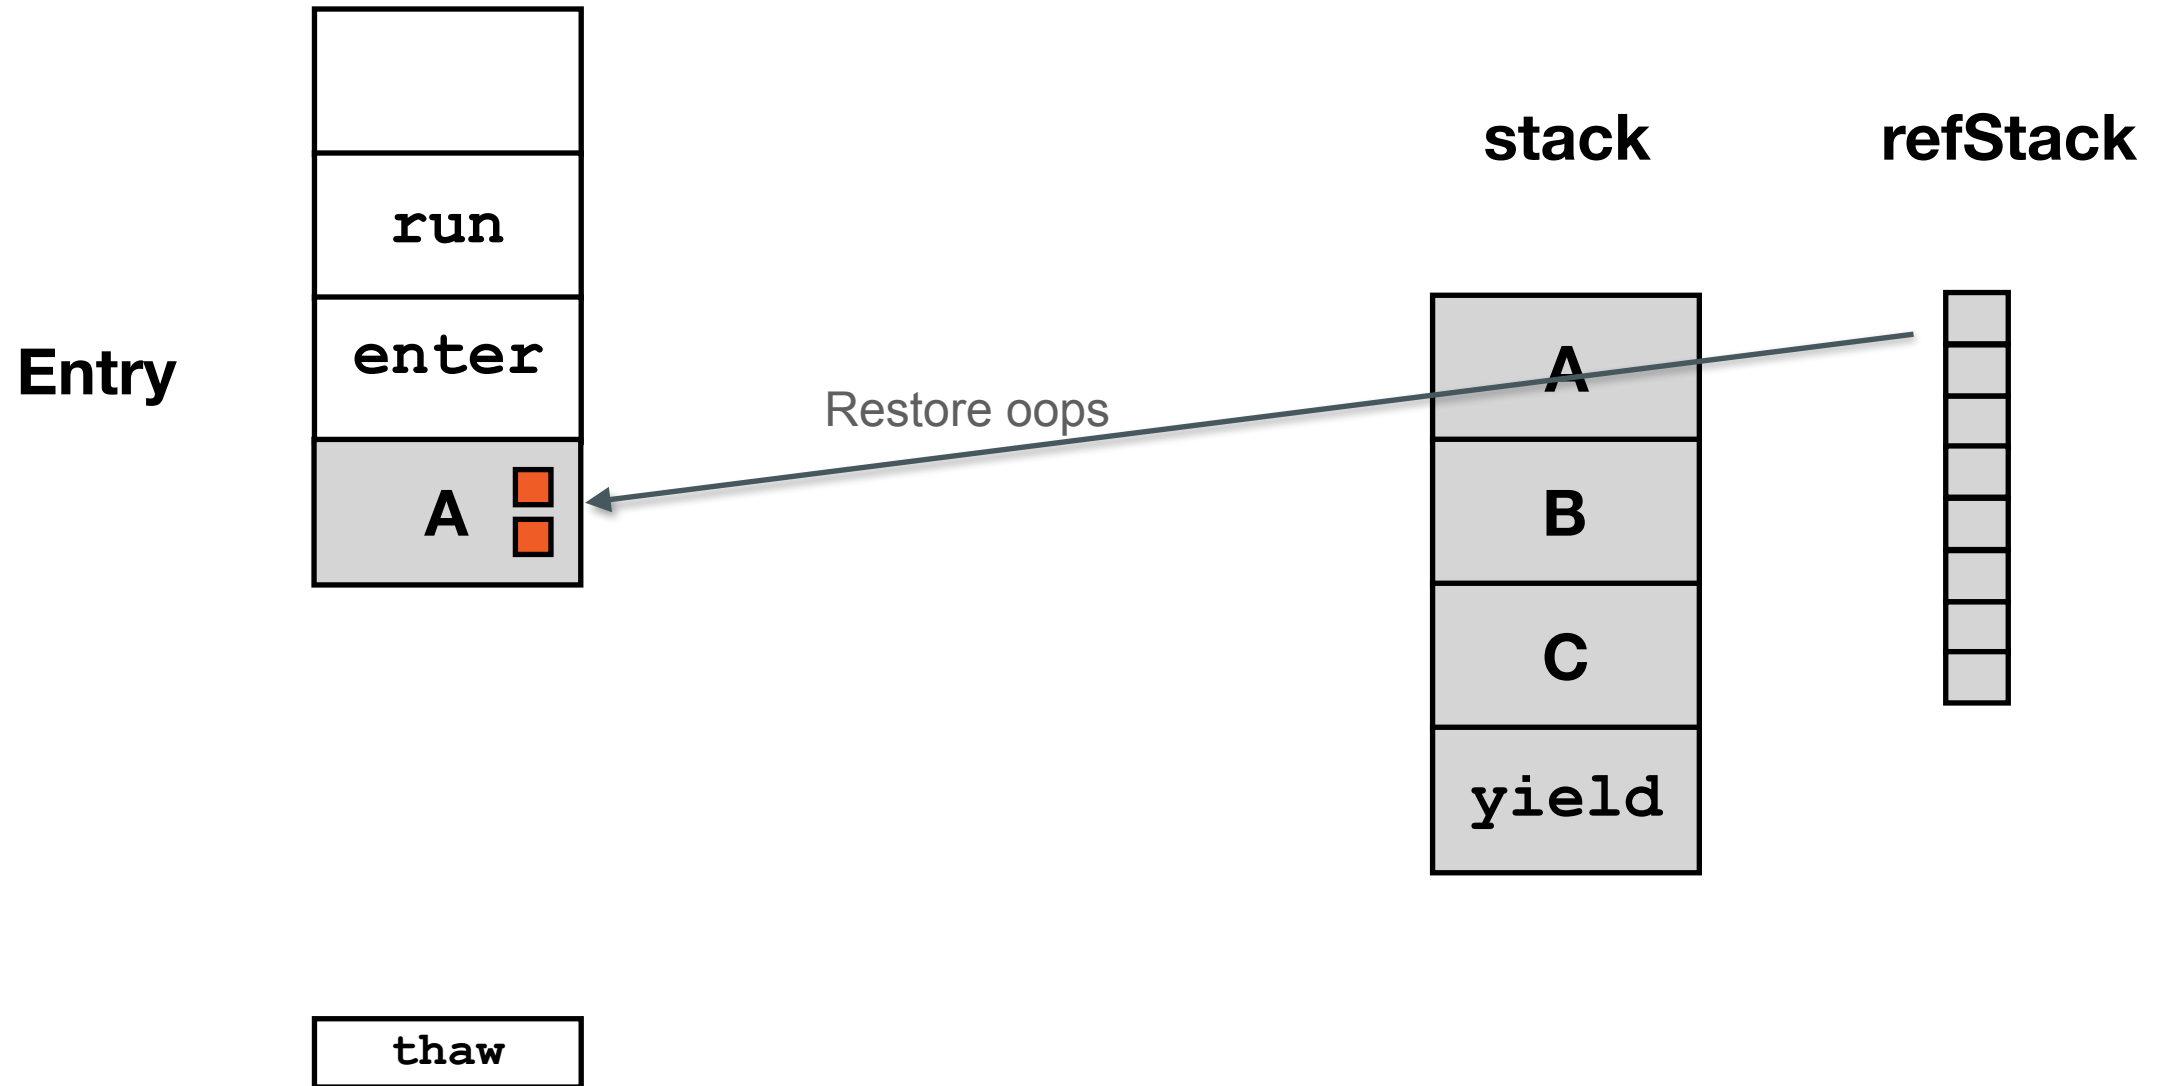 run
enter
Entry
A
thaw
Restore oops
stack
A
B
C
yield
refStack